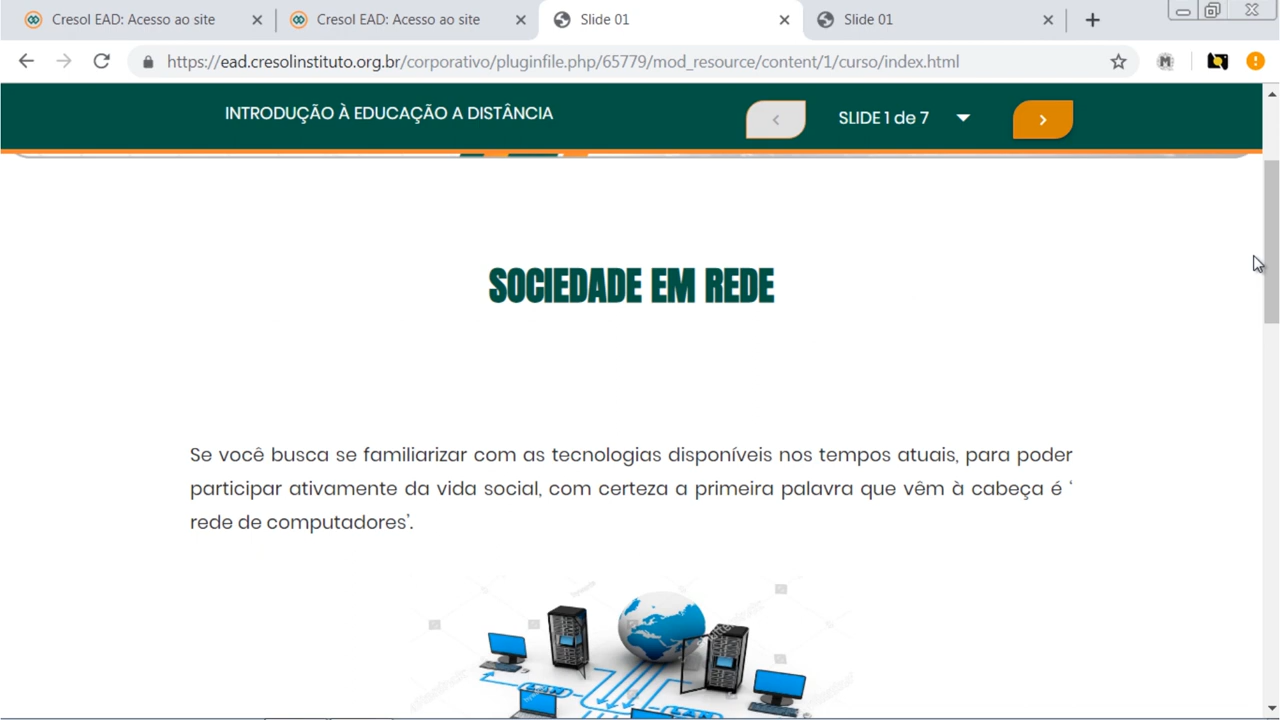 Cresol EAD: Acesso ao site
Cresol EAD: Acesso ao site
Slide 01
Slide 01
https://ead.cresolinstituto.org.br/corporativo/pluginfile.php/65779/mod_resource/content/1/curso/index.html
INTRODUÇÃO À EDUCAÇÃO A DISTÂNCIA
SLIDE 1 de 7
SOCIEDADE EM REDE
Se você busca se familiarizar com as tecnologias disponíveis nos tempos atuais, para poder
participar ativamente da vida social, com certeza a primeira palavra que vêm à cabeça é ‘
rede de computadores’.